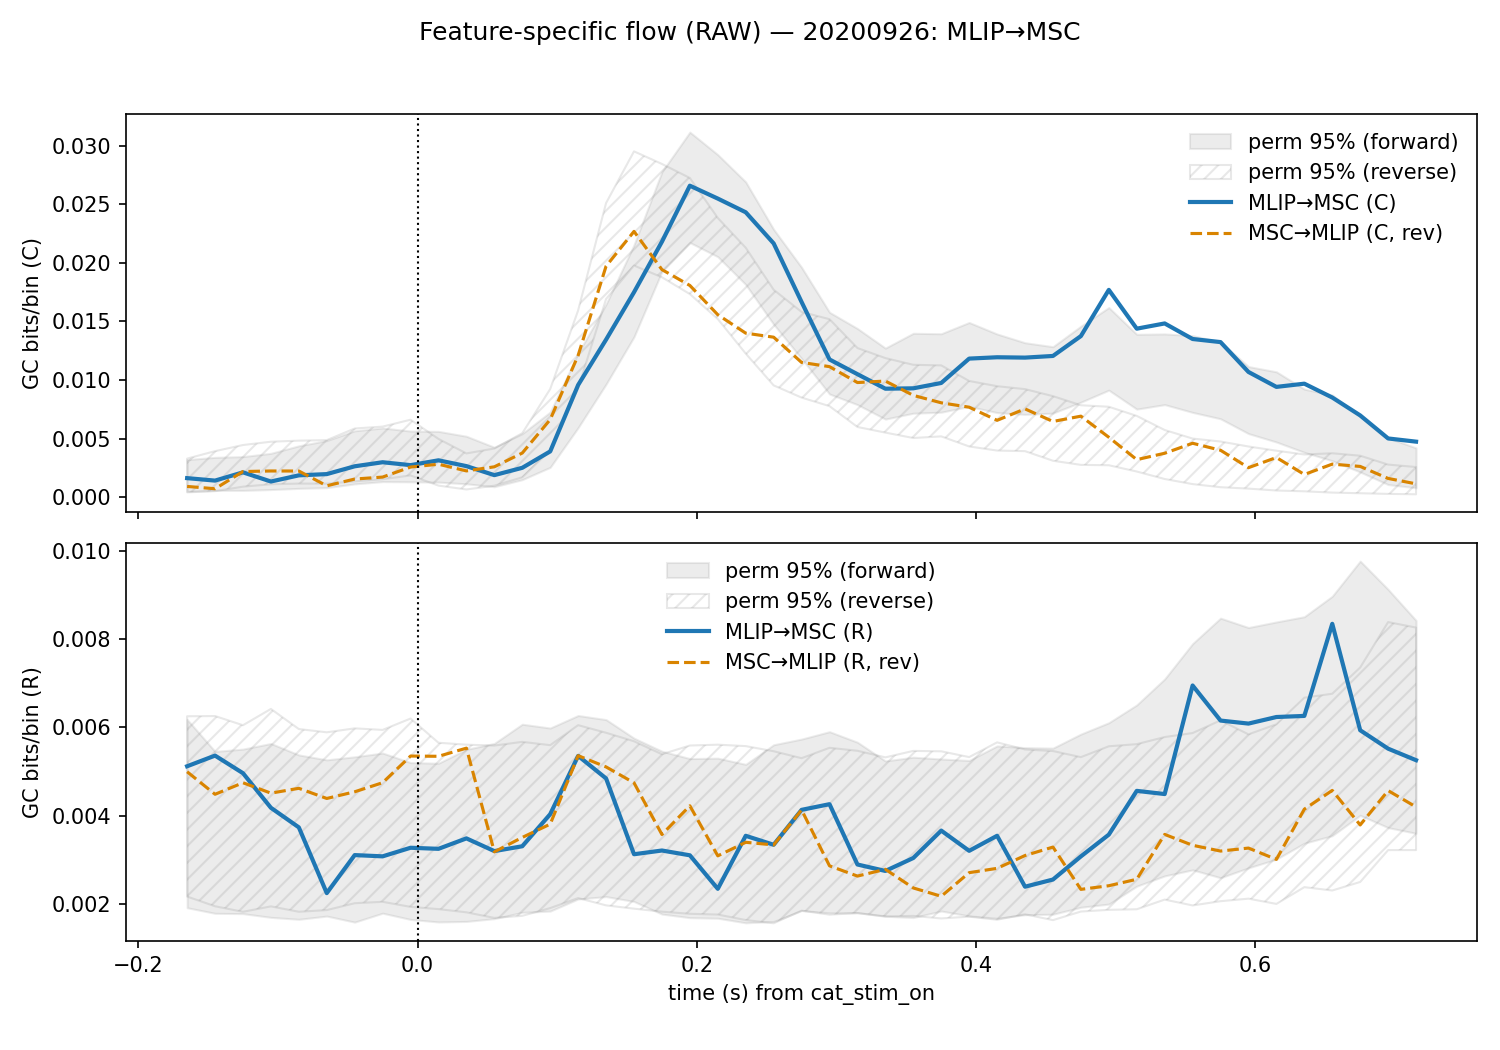 Feature-specific flow (RAW) — 20200926: MLIP→MSC
GC bits/bin (C)
0.030
0.025
0.020
0.015
0.010
0.005
0.000
perm 95% (forward)
perm 95% (reverse)
MLIP→MSC (C)
MSC→MLIP (C, rev)
GC bits/bin (R)
0.010
0.008
0.006
0.004
0.002
perm 95% (forward)
perm 95% (reverse)
MLIP→MSC (R)
MSC→MLIP (R, rev)
−0.2 0.0 0.2 0.4 0.6
time (s) from cat_stim_on